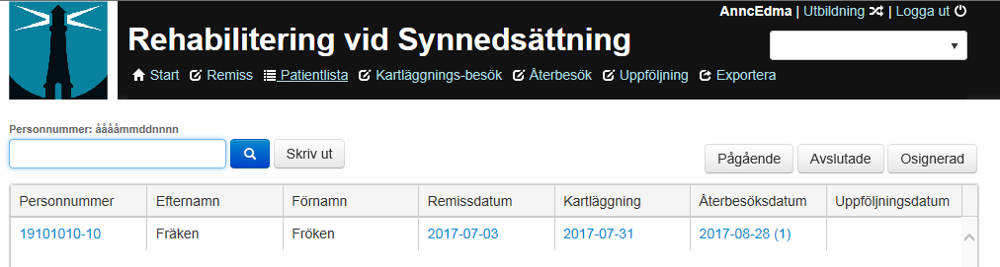 AnncEdma | Utbildning | Logga ut
Rehabilitering vid Synnedsättning
Start Remiss Patientlista Kartläggnings-besök Återbesök Uppföljning Exportera
Personnummer: ååååmmddnnnn
Skriv ut Pågående Avslutade Osignerad
Personnummer Efternamn Förnamn Remissdatum Kartläggning Återbesöksdatum Uppföljningsdatum
19101010-10 Fräken Fröken 2017-07-03 2017-07-31 2017-08-28 (1)